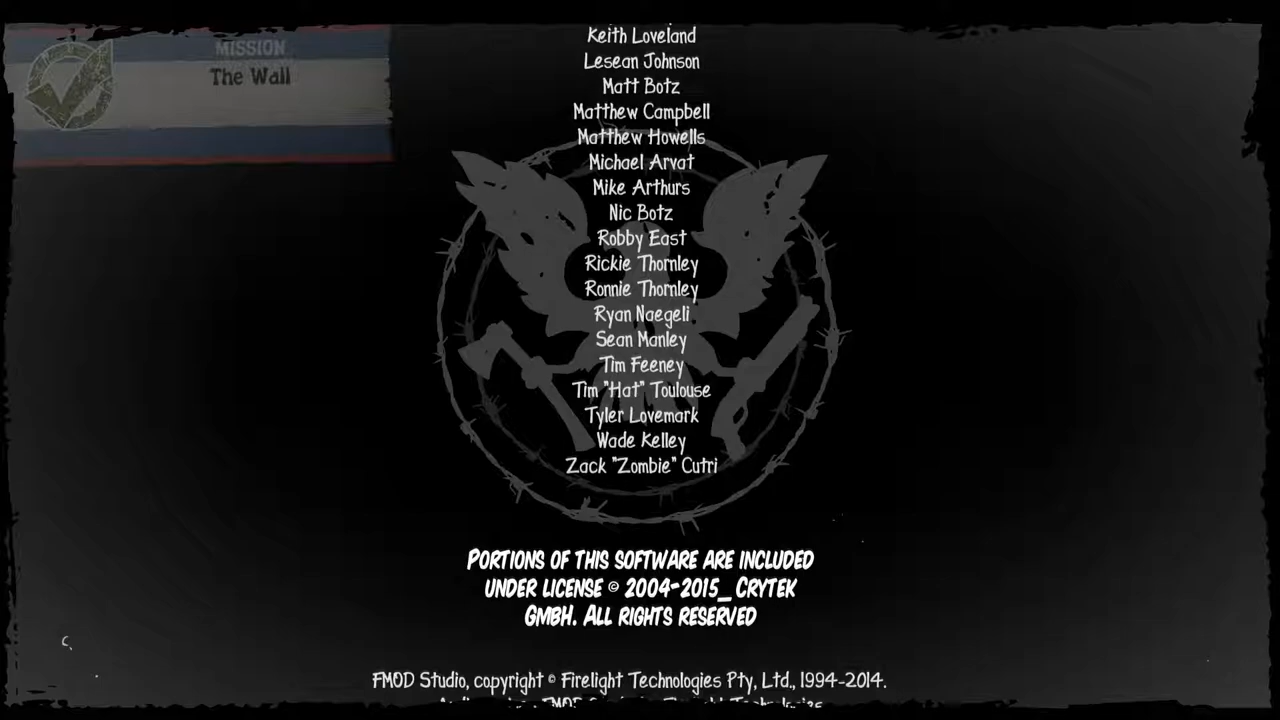 MISSION
The Wall
Keith Loveland
Lesean Johnson
Matt Botz
Matthew Campbell
Matthew Howells
Michael Arvat
Mike Arthurs
Nic Botz
Robby East
Rickie Thornley
Ronnie Thornley
Ryan Naegeli
Sean Manley
Tim Feeney
Tim "Hat" Toulouse
Tyler Lovemark
Wade Kelley
Zack "Zombie" Cutri
PORTIONS OF THIS SOFTWARE ARE INCLUDED
UNDER LICENSE © 2004-2015_ CRYTEK
GMBH. ALL RIGHTS RESERVED
FMOD Studio, copyright © Firelight Technologies Pty, Ltd., 1994-2014.